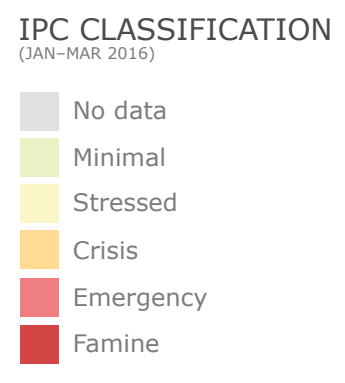 IPC CLASSIFICATION
(JAN–MAR 2016)
No data
Minimal
Stressed
Crisis
Emergency
Famine